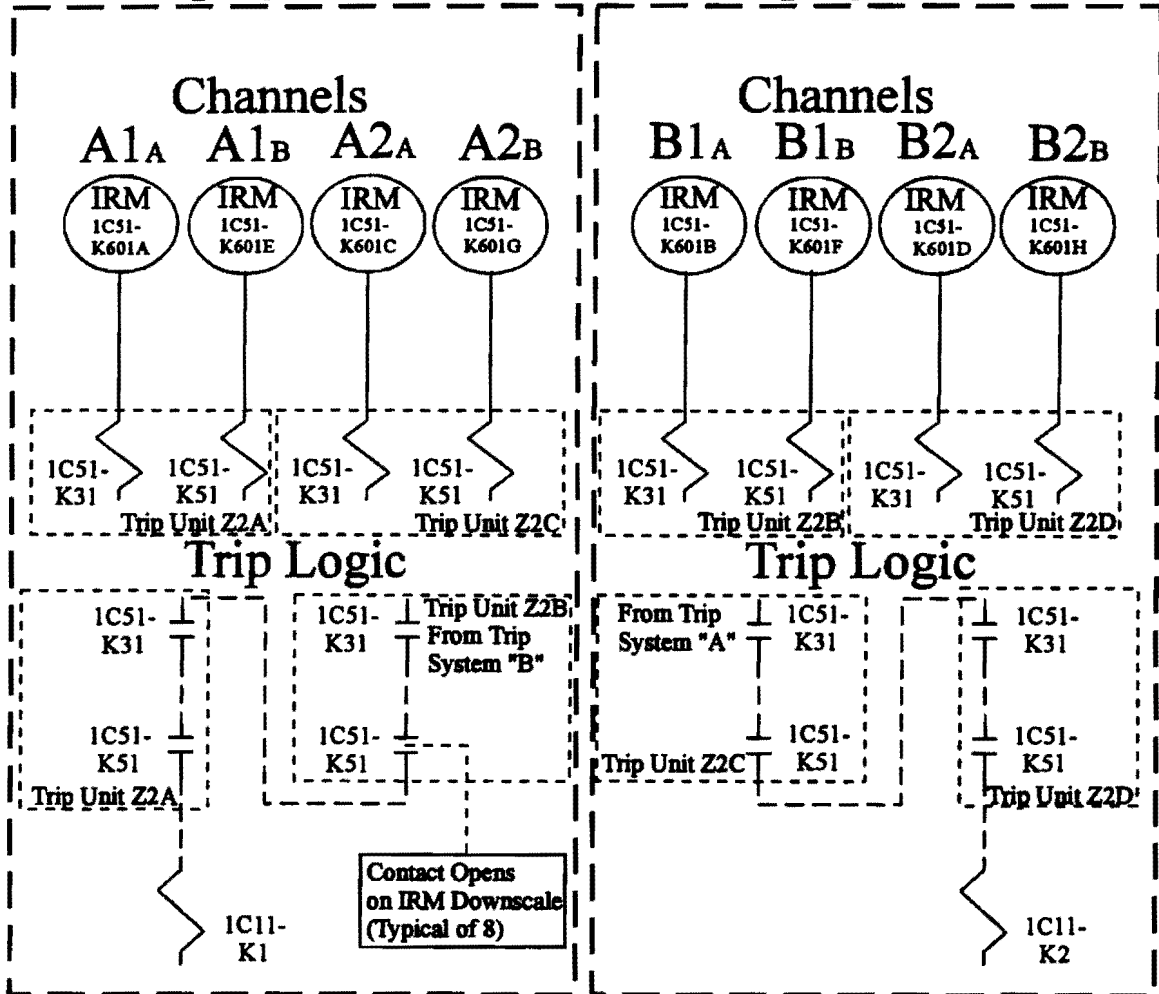 Channels
A1A A1B A2A A2B
IRM
1C51-
K601A
IRM
1C51-
K601E
IRM
1C51-
K601C
IRM
1C51-
K601G
1C51-
K31
1C51-
K51
Trip Unit Z2A
1C51-
K31
1C51-
K51
Trip Unit Z2C
Trip Logic
1C51-
K31
1C51-
K51
Trip Unit Z2A
1C51-
K31
Trip Unit Z2B
From Trip
System "B"
1C51-
K51
Contact Opens
on IRM Downscale
(Typical of 8)
1C11-
K1
Channels
B1A B1B B2A B2B
IRM
1C51-
K601B
IRM
1C51-
K601F
IRM
1C51-
K601D
IRM
1C51-
K601H
1C51-
K31
1C51-
K51
Trip Unit Z2B
1C51-
K31
1C51-
K51
Trip Unit Z2D
Trip Logic
From Trip
System "A"
1C51-
K31
1C51-
K51
Trip Unit Z2C
1C51-
K31
1C51-
K51
Trip Unit Z2D
1C11-
K2